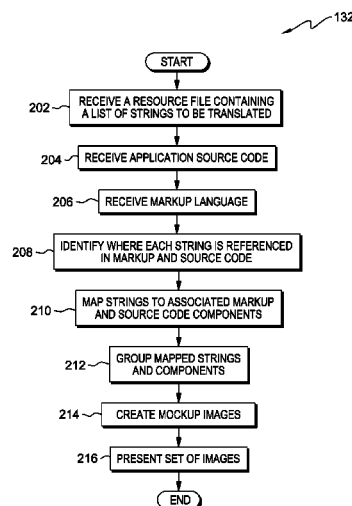 132
START
202
RECEIVE A RESOURCE FILE CONTAINING
A LIST OF STRINGS TO BE TRANSLATED
204
RECEIVE APPLICATION SOURCE CODE
206
RECEIVE MARKUP LANGUAGE
208
IDENTIFY WHERE EACH STRING IS REFERENCED
IN MARKUP AND SOURCE CODE
210
MAP STRINGS TO ASSOCIATED MARKUP
AND SOURCE CODE COMPONENTS
212
GROUP MAPPED STRINGS
AND COMPONENTS
214
CREATE MOCKUP IMAGES
216
PRESENT SET OF IMAGES
END